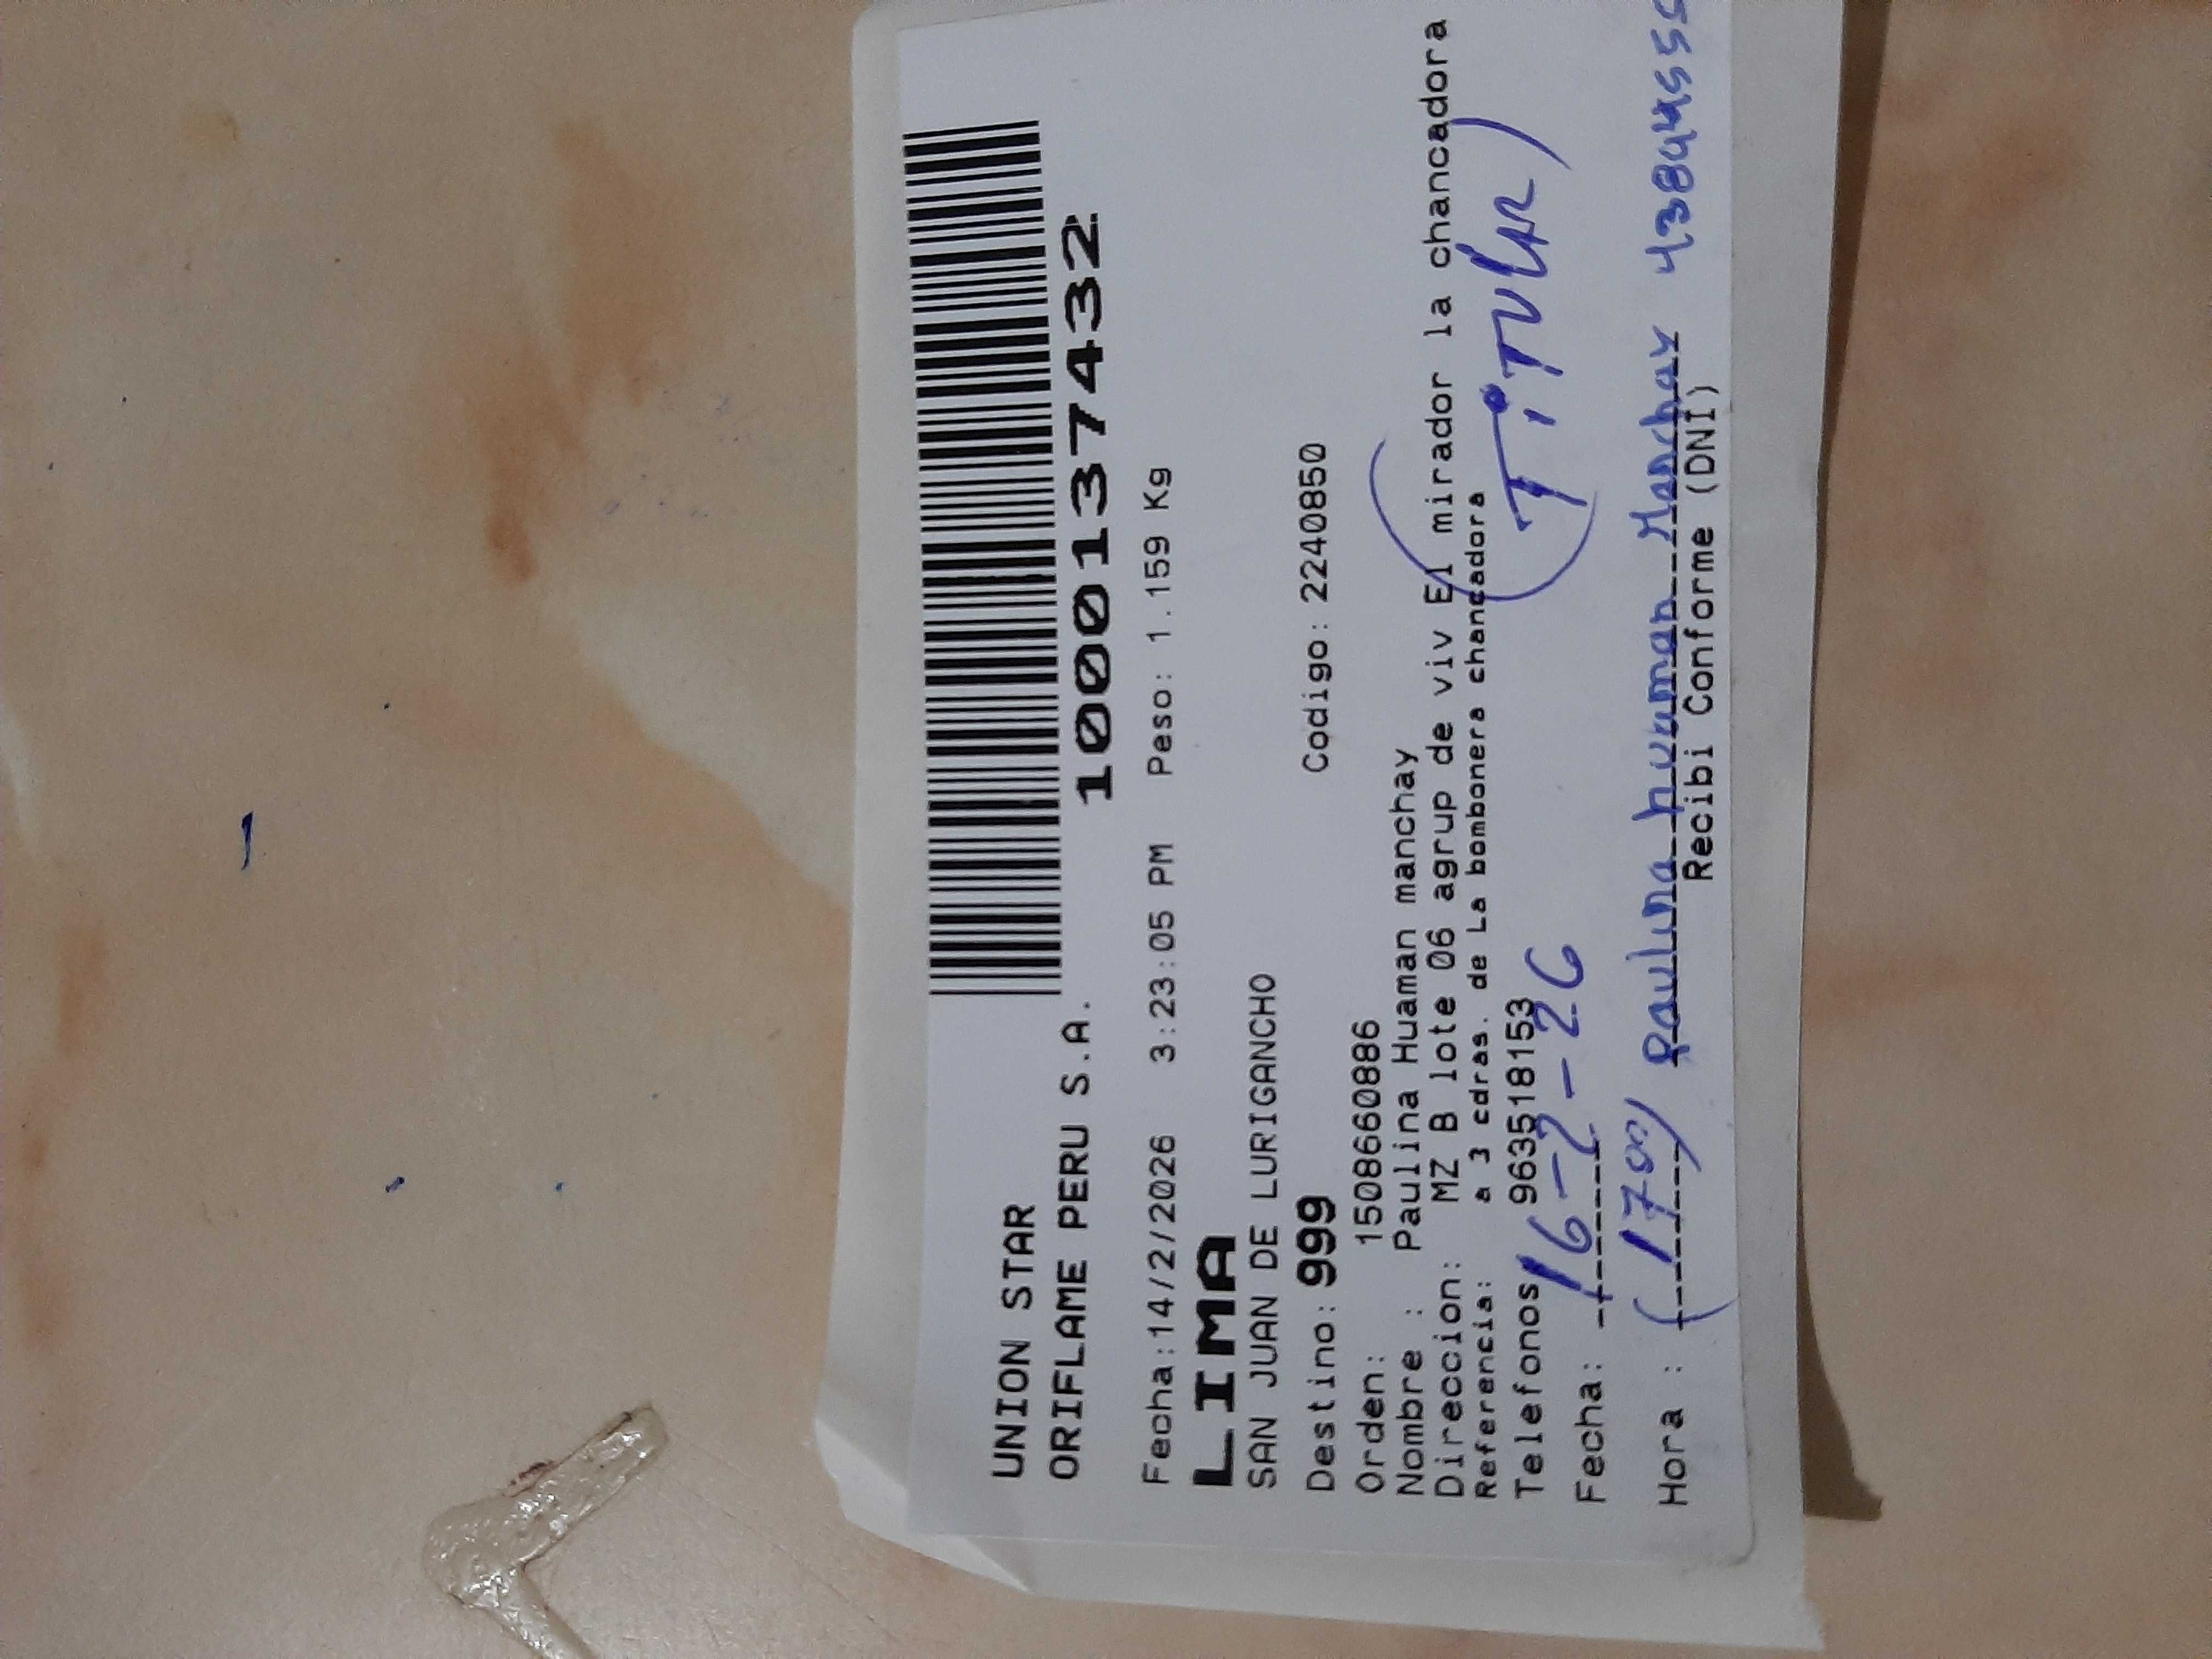 UNION STAR
ORIFLAME PERU S.A.
10001374432
Fecha:14/2/2026 3:23:05 PM Peso: 1.159 Kg
LIMA
SAN JUAN DE LURIGANCHO
Destino: 999 Codigo: 2240850
Orden: 15086660886
Nombre : Paulina Huaman manchay
Direccion: MZ B lote 06 agrup de viv El mirador la chancadora
Referencia: a 3 cdras. de La bombonera chancadora
Telefonos 963518153
(TiTULAR)
Fecha: 16-2-26
Hora : (17 paulina huaman Manchay
Recibi Conforme (DNI)